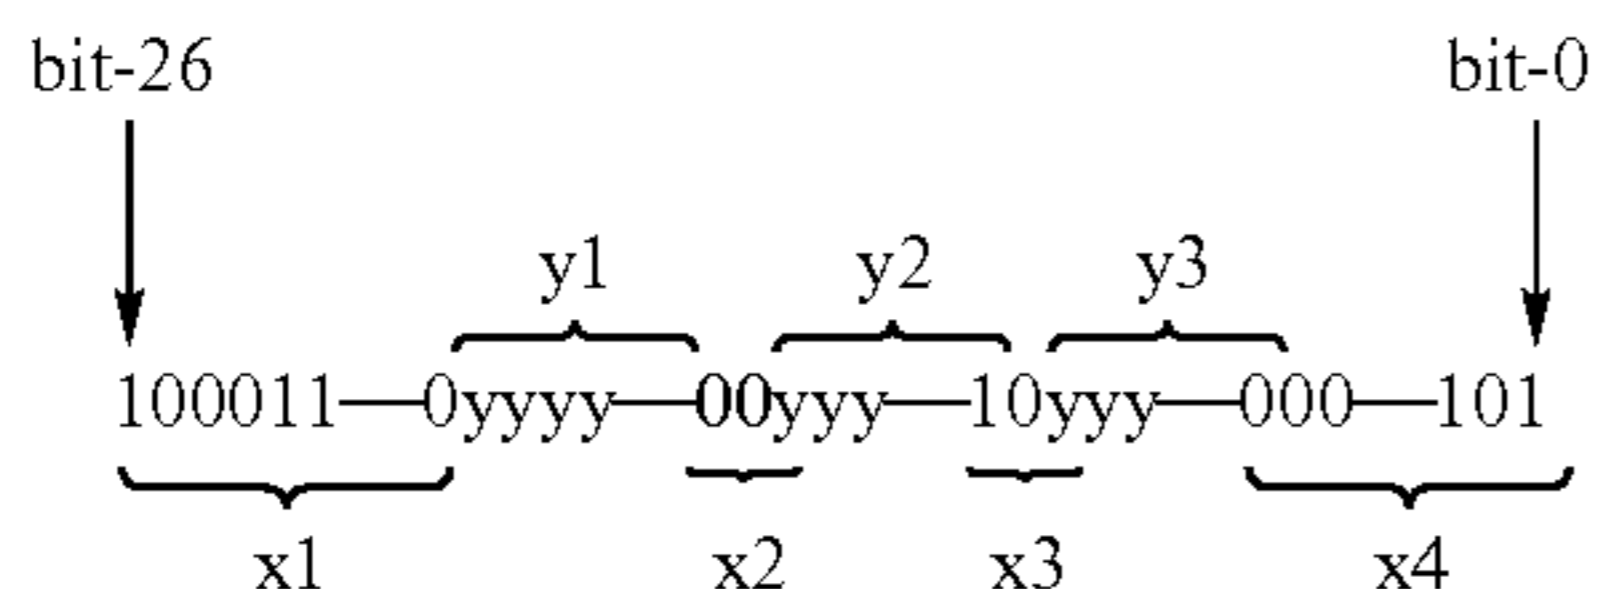 bit-26 bit-0
y1 y2 y3
100011—0yyyy—00yyy—10yyy—000—101
x1 x2 x3 x4